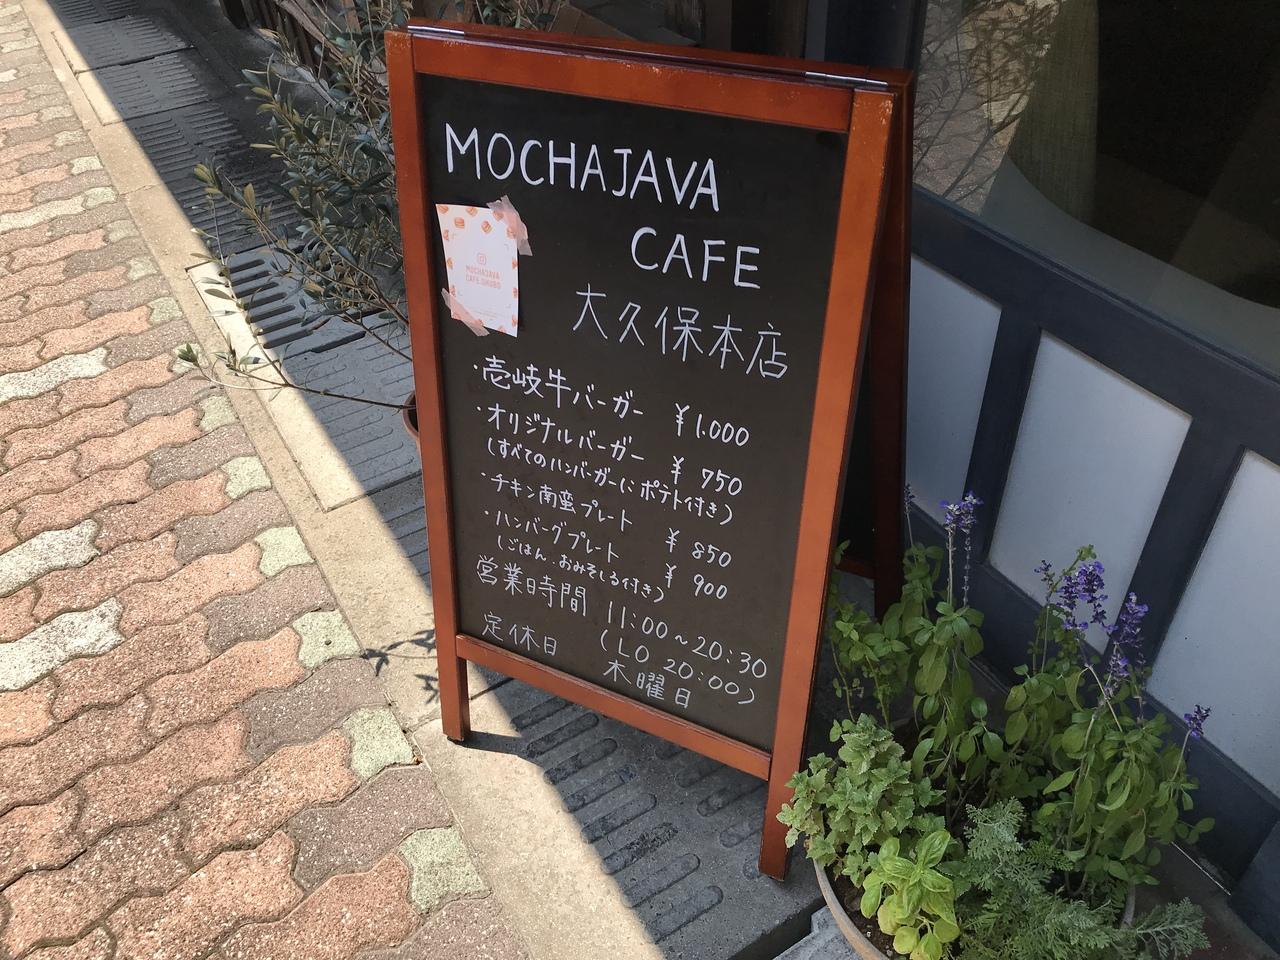 MOCHAJAVA
CAFE
大久保本店
MOCHAJAVA
CAFE OKUBO
・壱岐牛バーガー ¥1.000
・オリジナルバーガー ¥ 750
(すべてのハンバーガーにポテト付き)
・チキン南蛮プレート ¥ 850
・ハンバーグプレート ¥ 900
(ごはん、おみそしる付き)
営業時間 11:00~20:30
(LO 20:00)
定休日 木曜日